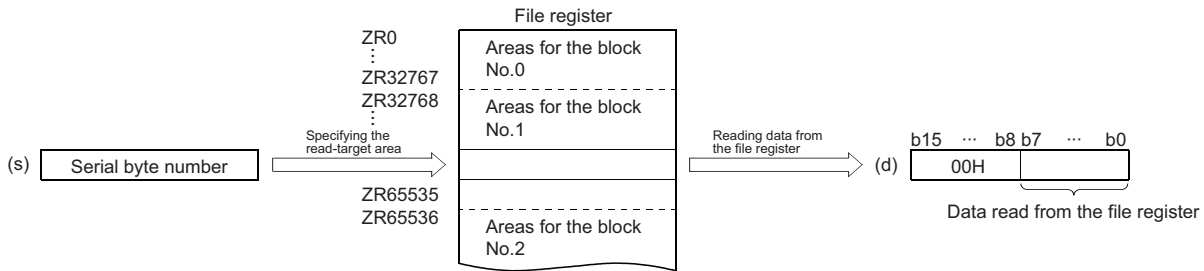 File register
ZR0
⋮
ZR32767
ZR32768
⋮
ZR65535
ZR65536
Areas for the block
No.0
Areas for the block
No.1
Areas for the block
No.2
(s)
Serial byte number
Specifying the
read-target area
Reading data from
the file register
(d)
b15 ··· b8 b7 ··· b0
00H
Data read from the file register